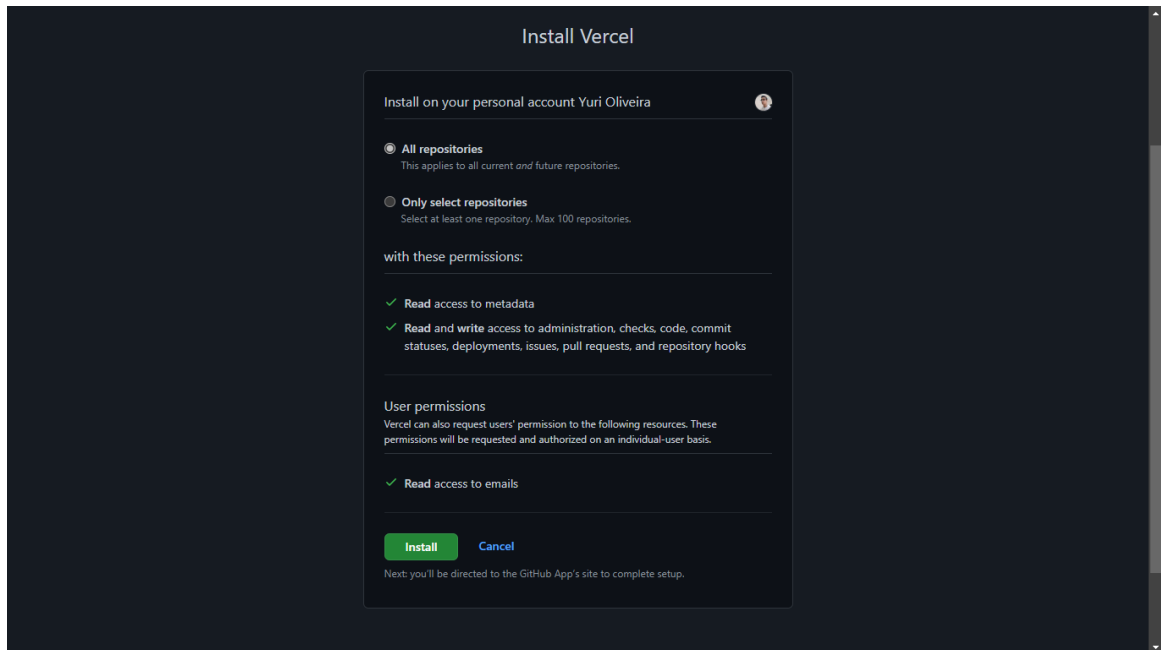 Install Vercel
Install on your personal account Yuri Oliveira
All repositories
This applies to all current and future repositories.
Only select repositories
Select at least one repository. Max 100 repositories.
with these permissions:
Read access to metadata
Read and write access to administration, checks, code, commit
statuses, deployments, issues, pull requests, and repository hooks
User permissions
Vercel can also request users' permission to the following resources. These
permissions will be requested and authorized on an individual-user basis.
Read access to emails
Install Cancel
Next: you'll be directed to the GitHub App's site to complete setup.